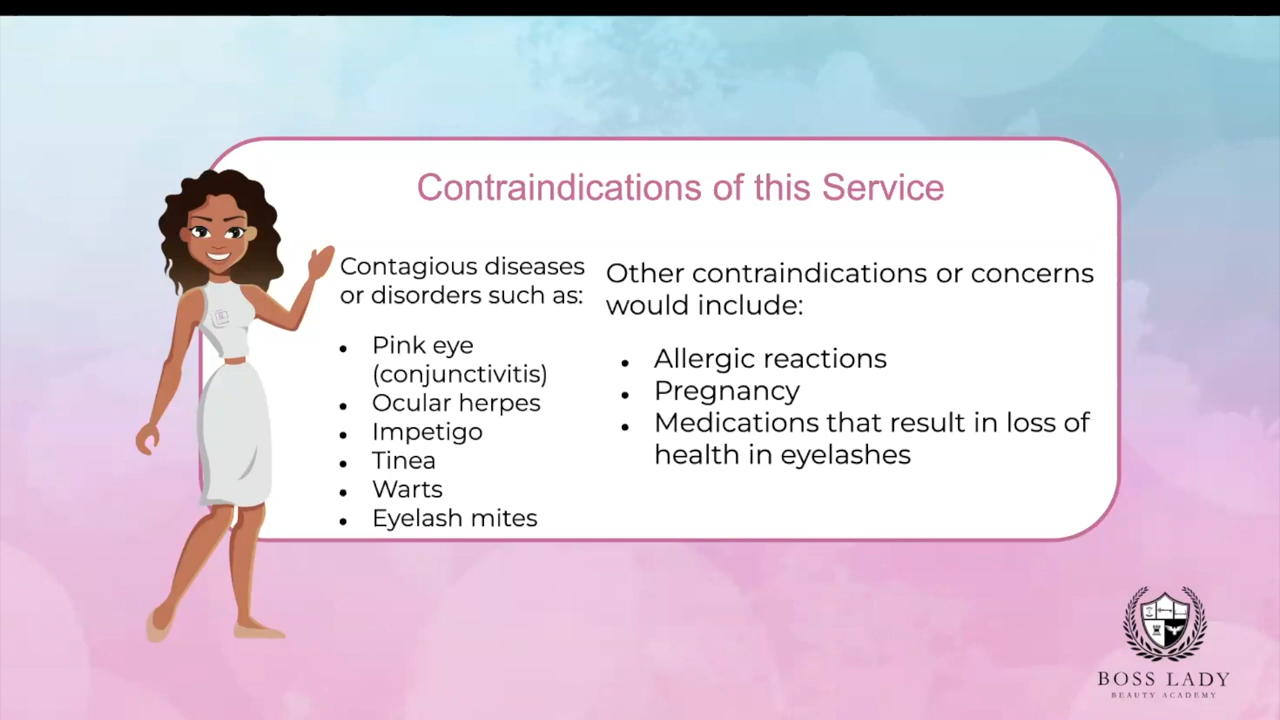 Contraindications of this Service
Contagious diseases
or disorders such as:
• Pink eye
(conjunctivitis)
• Ocular herpes
• Impetigo
• Tinea
• Warts
• Eyelash mites
Other contraindications or concerns
would include:
• Allergic reactions
• Pregnancy
• Medications that result in loss of
health in eyelashes
BOSS LADY
BEAUTY ACADEMY